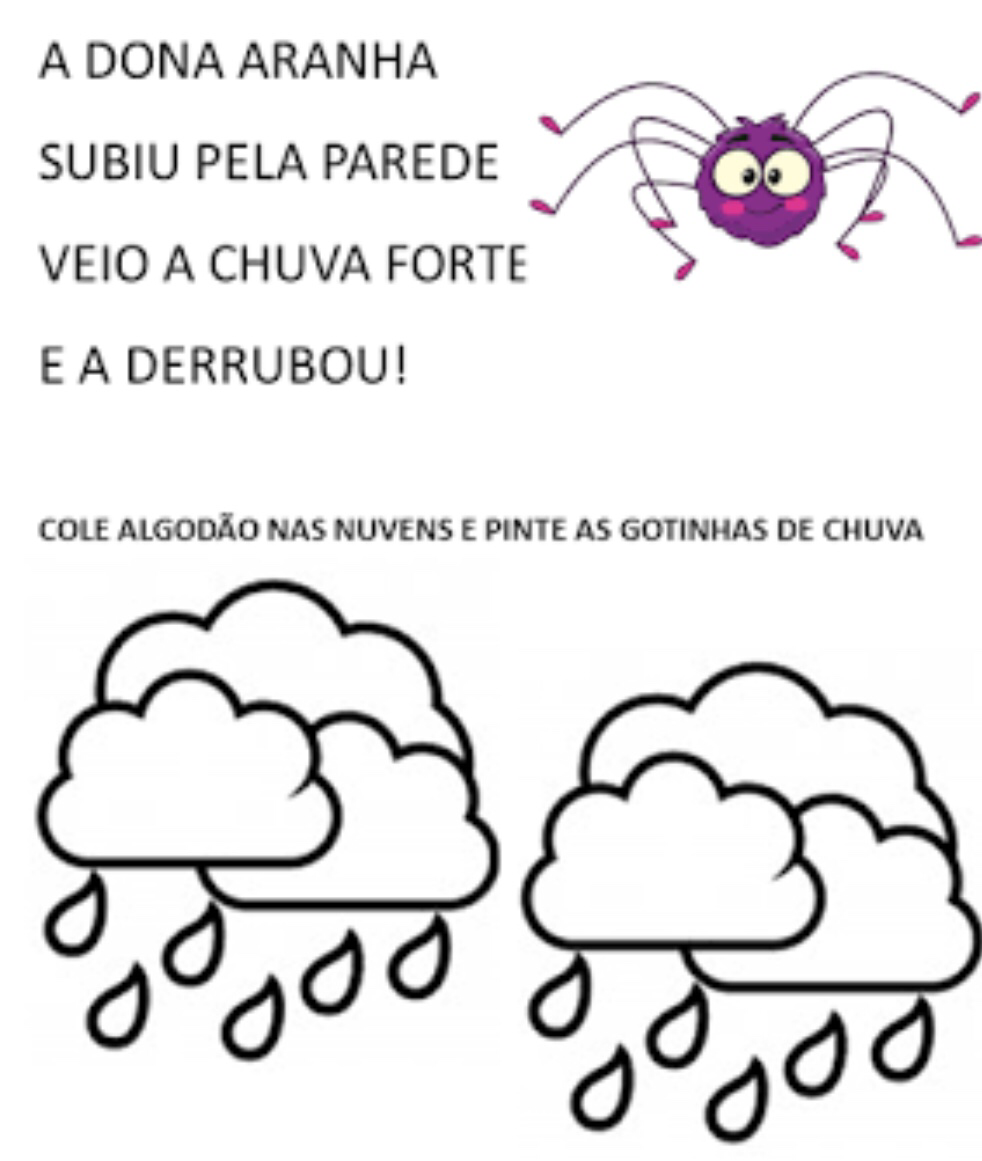 A DONA ARANHA
SUBIU PELA PAREDE
VEIO A CHUVA FORTE
E A DERRUBOU!
COLE ALGODÃO NAS NUVENS E PINTE AS GOTINHAS DE CHUVA